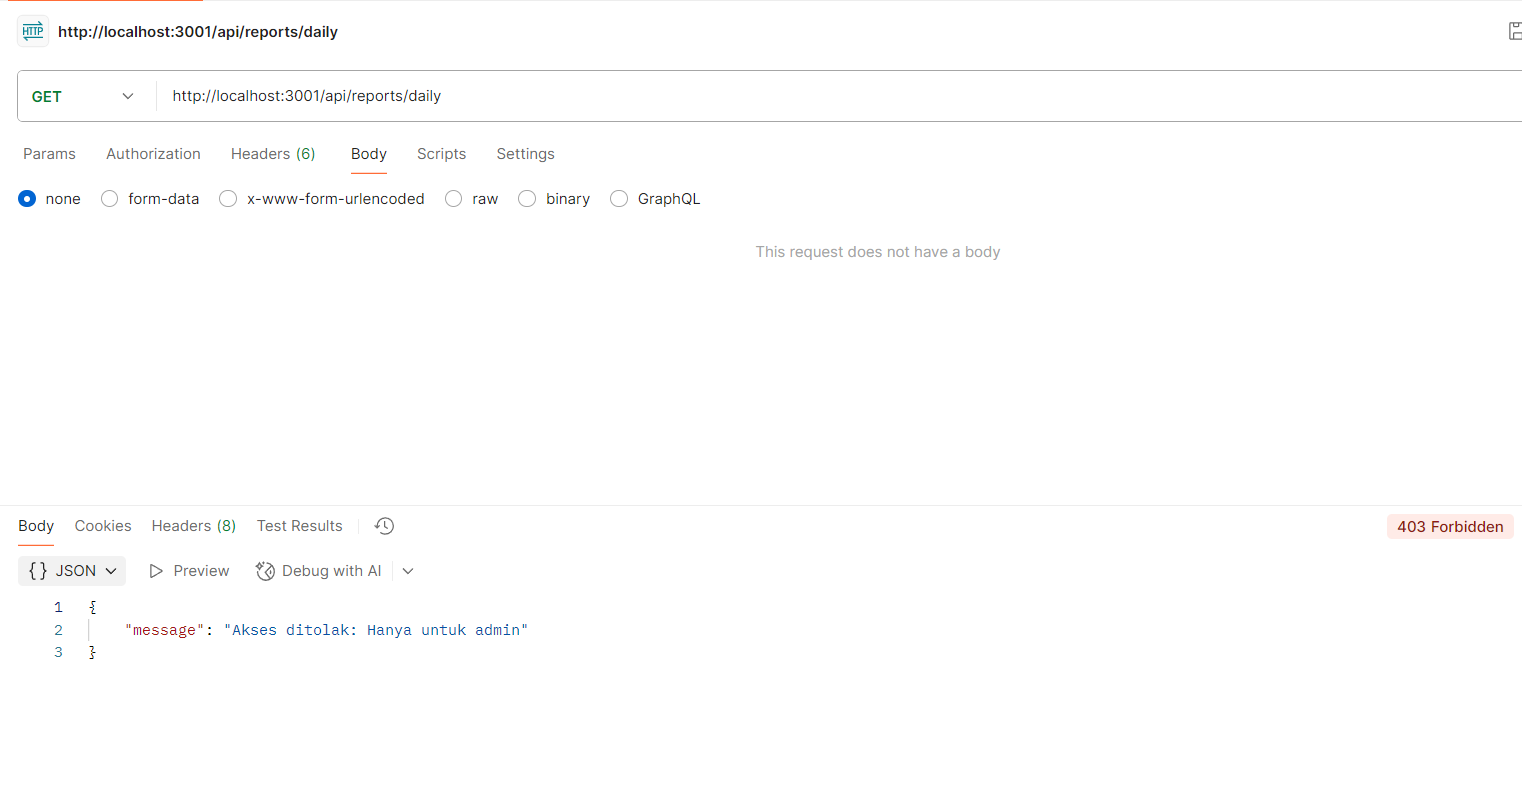 HTTP http://localhost:3001/api/reports/daily
GET http://localhost:3001/api/reports/daily
Params Authorization Headers (6) Body Scripts Settings
none form-data x-www-form-urlencoded raw binary GraphQL
This request does not have a body
Body Cookies Headers (8) Test Results 403 Forbidden
{} JSON Preview Debug with AI
1 {
2 "message": "Akses ditolak: Hanya untuk admin"
3 }